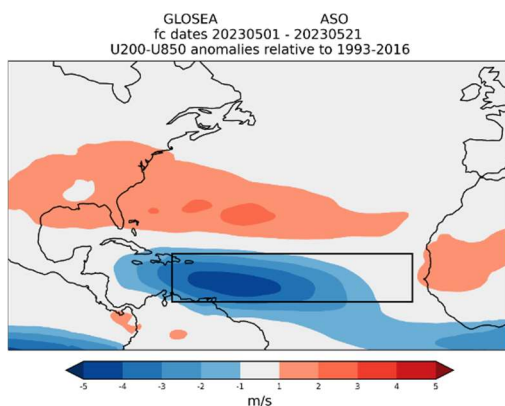 GLOSEA ASO
fc dates 20230501 - 20230521
U200-U850 anomalies relative to 1993-2016
-5 -4 -3 -2 -1 1 2 3 4 5
m/s